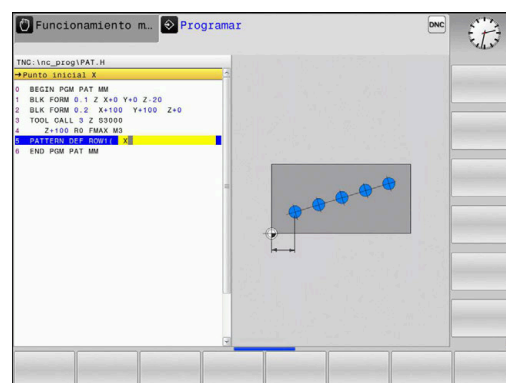 Funcionamiento m… Programar
DNC
TNC:\nc_prog\PAT.H
→Punto inicial X
0 BEGIN PGM PAT MM
1 BLK FORM 0.1 Z X+0 Y+0 Z-20
2 BLK FORM 0.2 X+100 Y+100 Z+0
3 TOOL CALL 3 Z S3000
4 Z+100 R0 FMAX M3
5 PATTERN DEF ROW1( X
6 END PGM PAT MM